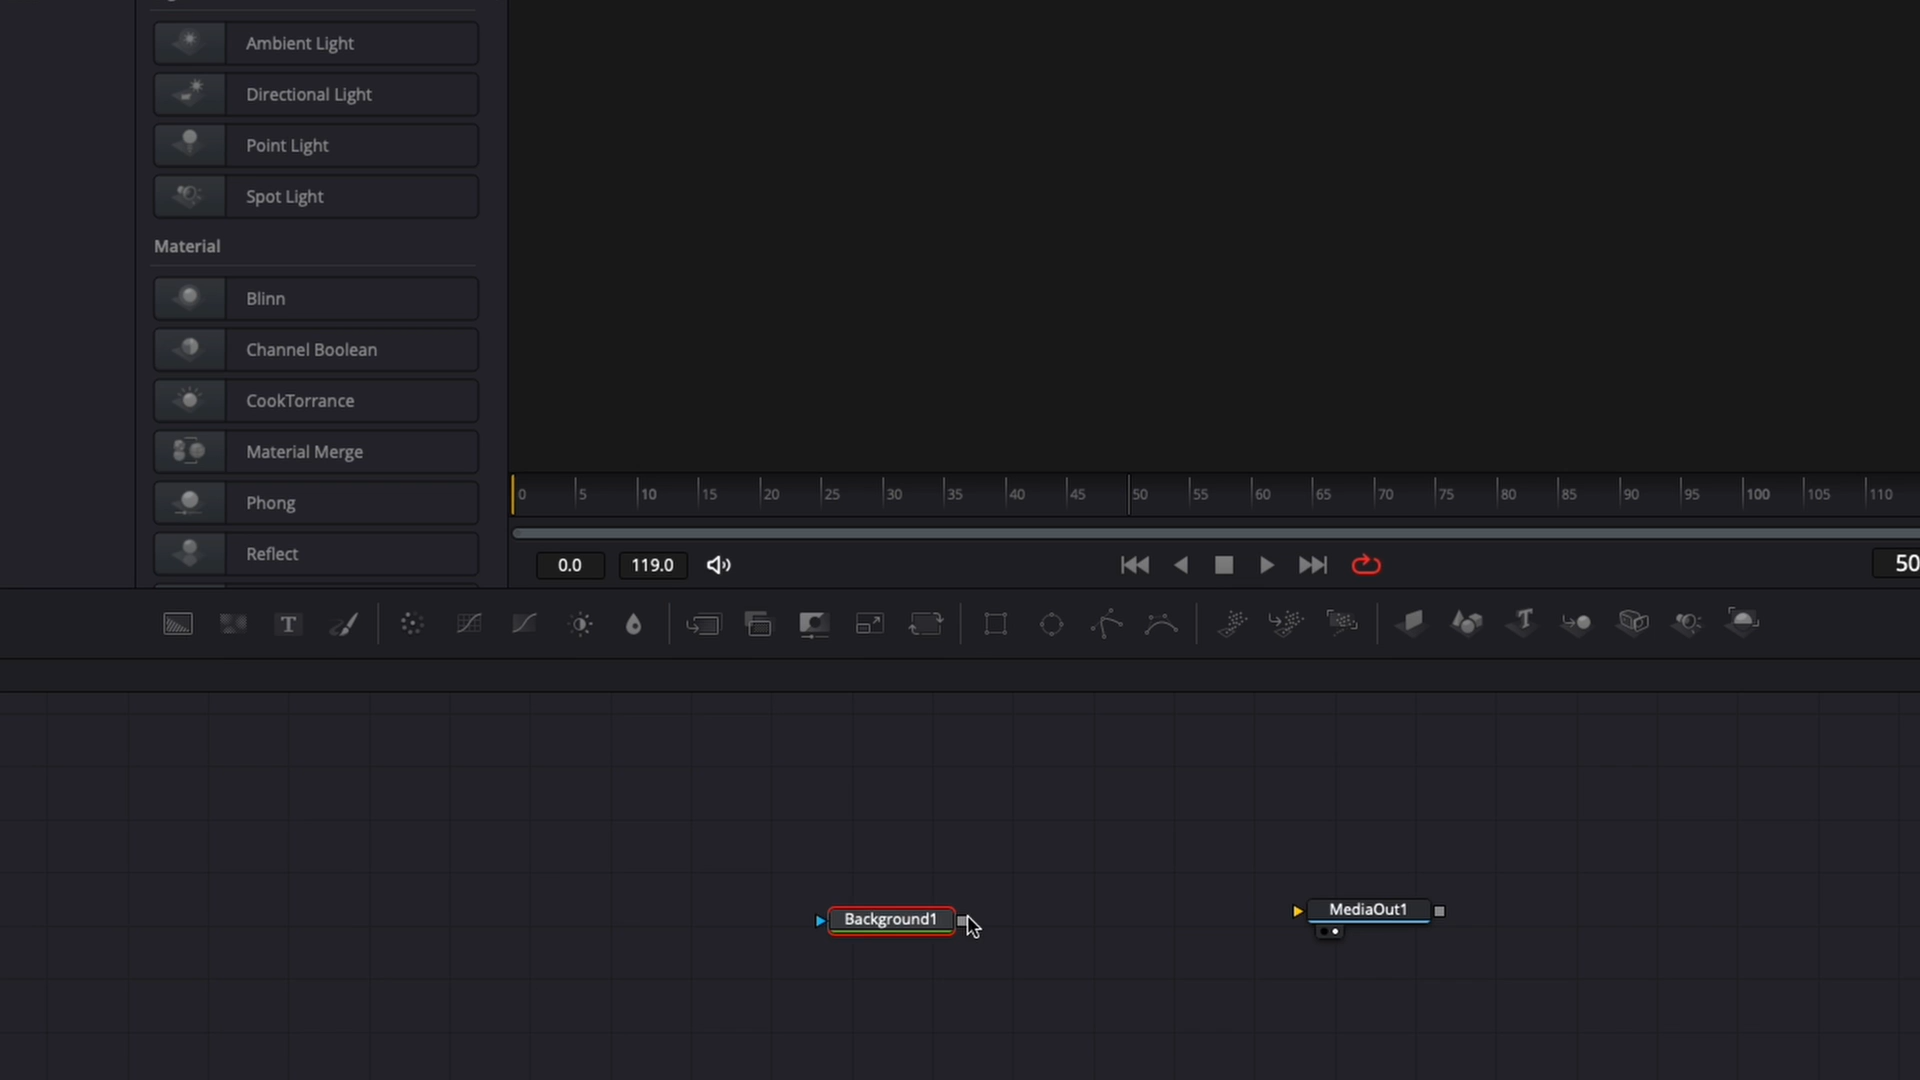 Ambient Light
Directional Light
Point Light
Spot Light
Material
Blinn
Channel Boolean
CookTorrance
Material Merge
Phong
Reflect
0 5 10 15 20 25 30 35 40 45 50 55 60 65 70 75 80 85 90 95 100 105 110
0.0 119.0
50
T T
Background1
MediaOut1